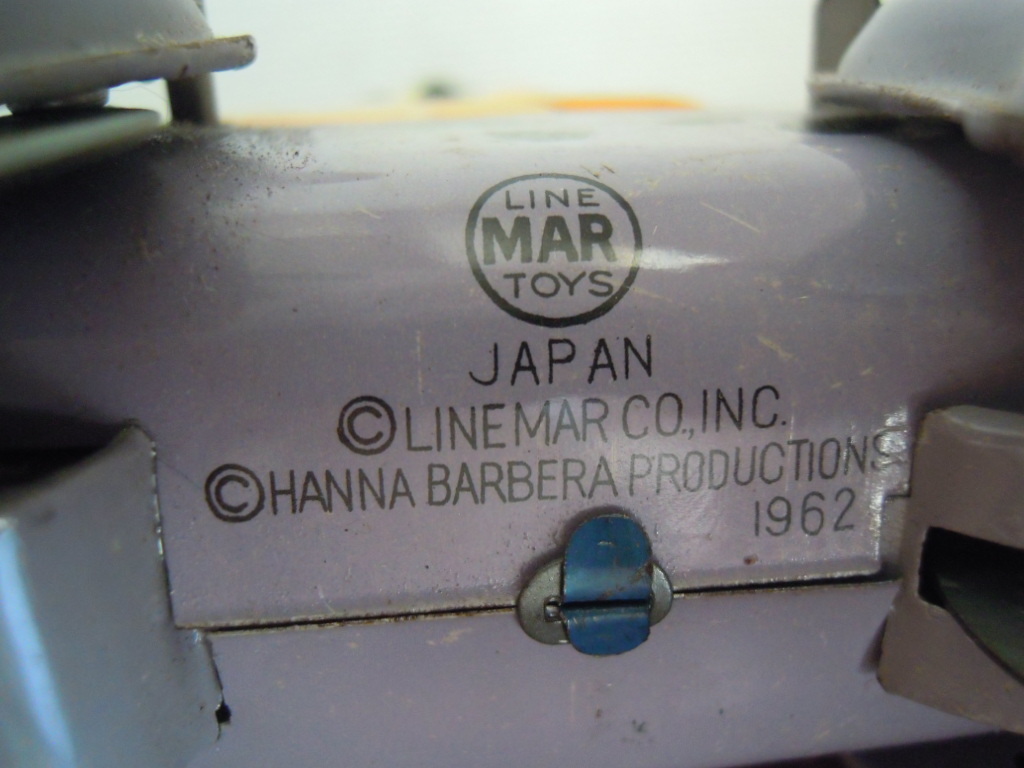 LINE
MAR
TOYS
JAPAN
©LINEMAR CO., INC.
©HANNA BARBERA PRODUCTIONS
1962